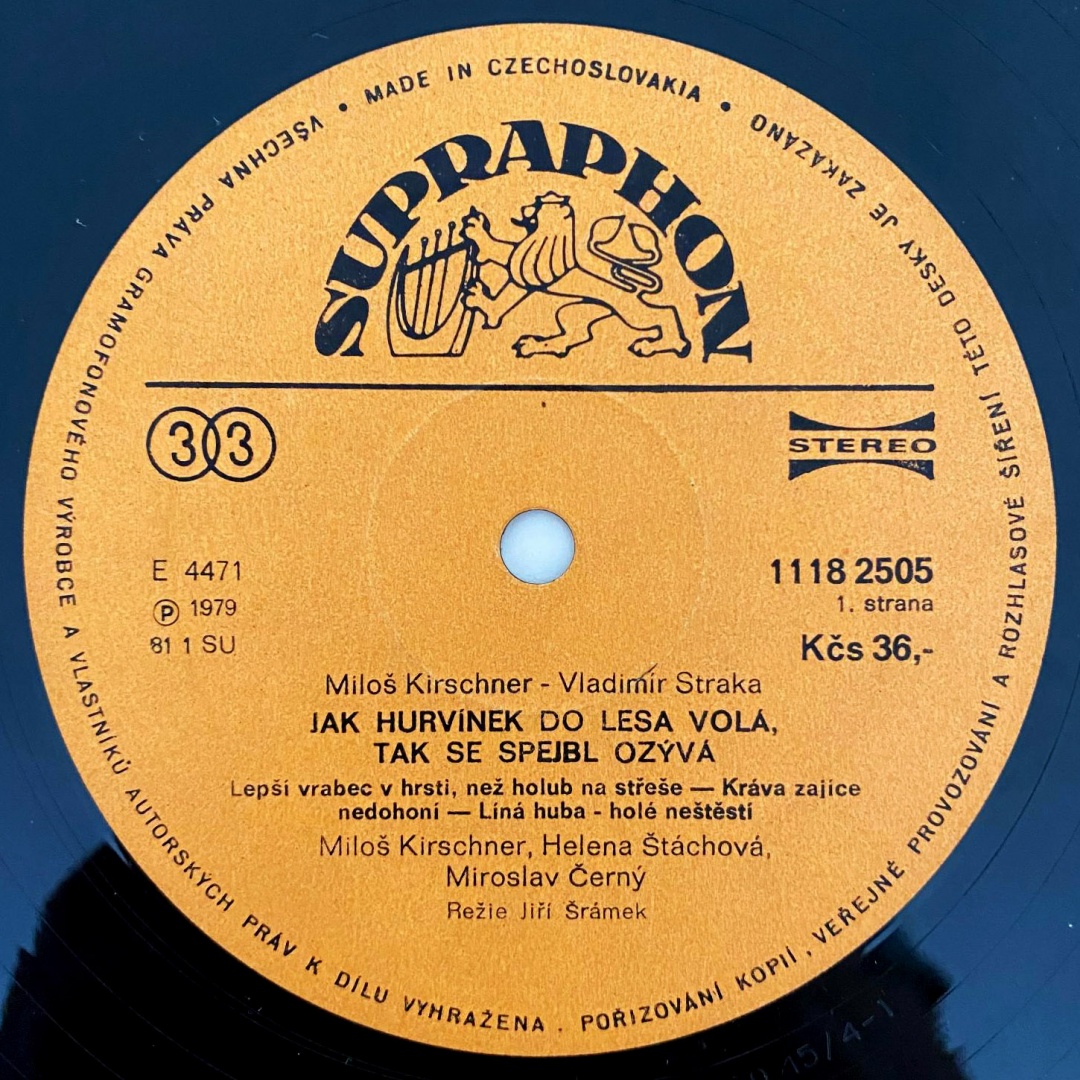 MADE IN CZECHOSLOVAKIA
VŠECHNA PRÁVA GRAMOFONOVÉHO VÝROBCE A VLASTNÍKŮ AUTORSKÝCH PRÁV K DÍLU VYHRAŽENA . POŘIZOVÁNÍ KOPIÍ , VEŘEJNÉ PROVOZOVÁNÍ A ROZHLASOVÉ ŠÍŘENÍ TÉTO DESKY JE ZAKÁZÁNO
SUPRAPHON
33
STEREO
E 4471
℗ 1979
81 1 SU
1118 2505
1. strana
Kčs 36,-
Miloš Kirschner - Vladimír Straka
JAK HURVÍNEK DO LESA VOLÁ,
TAK SE SPEJBL OZÝVÁ
Lepší vrabec v hrsti, než holub na střeše — Kráva zajíce
nedohoní — Líná huba - holé neštěstí
Miloš Kirschner, Helena Štáchová,
Miroslav Černý
Režie Jiří Šrámek